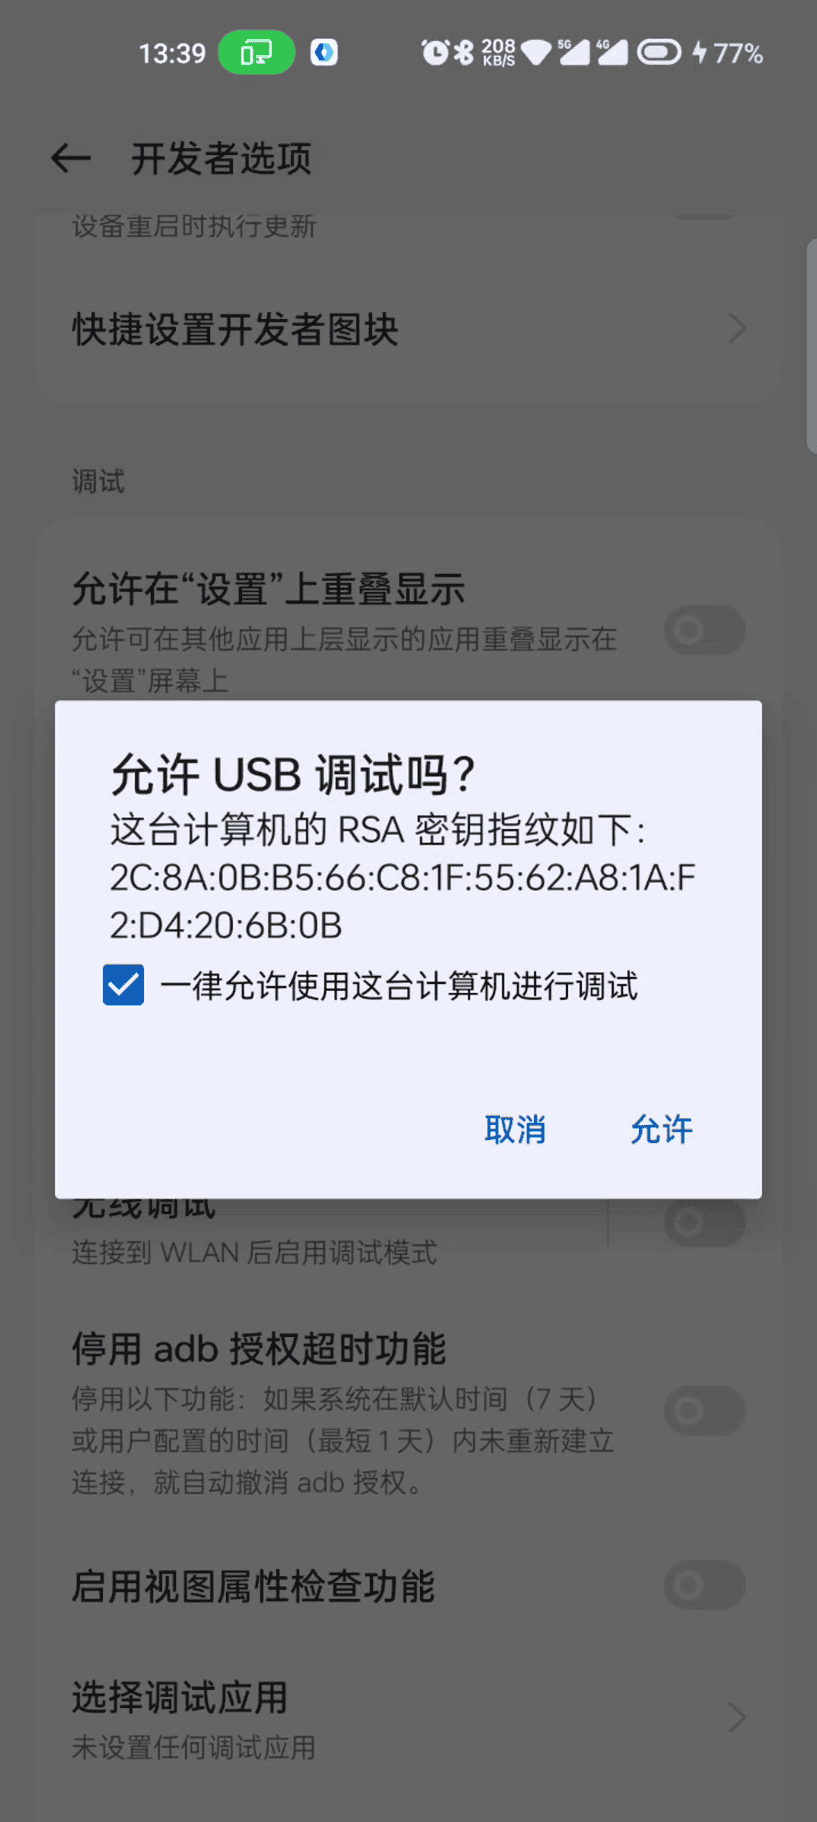 13:39
208
KB/S
5G
4G
77%
开发者选项
设备重启时执行更新
快捷设置开发者图块
调试
允许在“设置”上重叠显示
允许可在其他应用上层显示的应用重叠显示在
“设置”屏幕上
允许 USB 调试吗？
这台计算机的 RSA 密钥指纹如下：
2C:8A:0B:B5:66:C8:1F:55:62:A8:1A:F
2:D4:20:6B:0B
一律允许使用这台计算机进行调试
取消
允许
无线调试
连接到 WLAN 后启用调试模式
停用 adb 授权超时功能
停用以下功能：如果系统在默认时间（7 天）
或用户配置的时间（最短 1 天）内未重新建立
连接，就自动撤消 adb 授权。
启用视图属性检查功能
选择调试应用
未设置任何调试应用